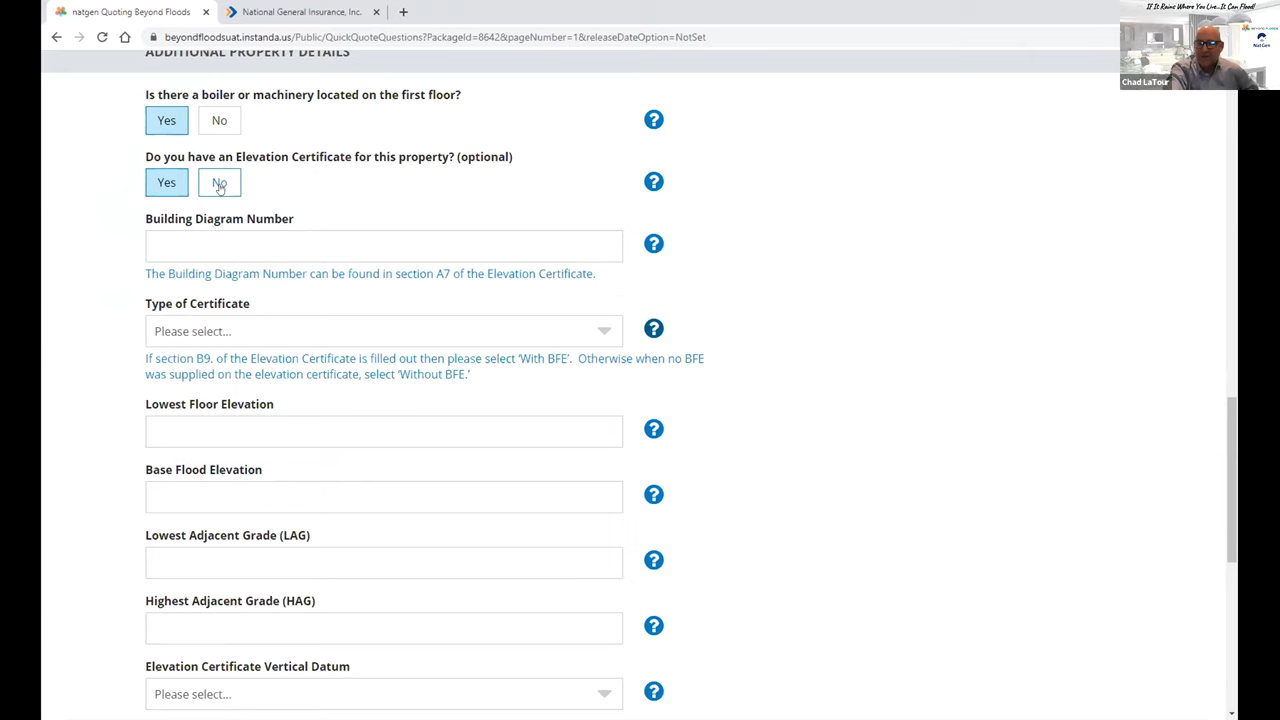 natgen Quoting Beyond Floods
National General Insurance, Inc.
beyondfloodsuat.instanda.us/Public/QuickQuoteQuestions?PackageId=8642&pageNumber=1&releaseDateOption=NotSet
If It Rains Where You Live...It Can Flood!
NatGen
Chad LaTour
ADDITIONAL PROPERTY DETAILS
Is there a boiler or machinery located on the firstoor?
Yes No
Do you have an Elevation Certificate for this property? (optional)
Yes No
Building Diagram Number
The Building Diagram Number can be found in section A7 of the Elevation Certificate.
Type of Certificate
Please select...
If section B9. of the Elevation Certificate is filled out then please select ‘With BFE’. Otherwise when no BFE
was supplied on the elevation certificate, select ‘Without BFE.’
Lowest Floor Elevation
Base Flood Elevation
Lowest Adjacent Grade (LAG)
Highest Adjacent Grade (HAG)
Elevation Certificate Vertical Datum
Please select...